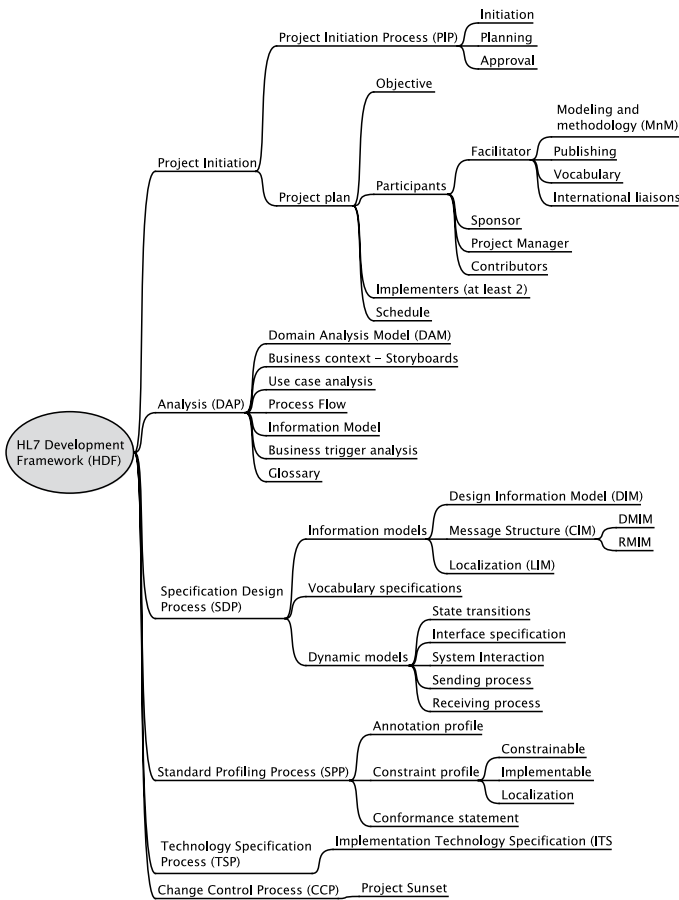 HL7 Development
Framework (HDF)
Project Initiation
Project Initiation Process (PIP)
Initiation
Planning
Approval
Project plan
Objective
Participants
Facilitator
Modeling and
methodology (MnM)
Publishing
Vocabulary
International liaisons
Sponsor
Project Manager
Contributors
Implementers (at least 2)
Schedule
Analysis (DAP)
Domain Analysis Model (DAM)
Business context – Storyboards
Use case analysis
Process Flow
Information Model
Business trigger analysis
Glossary
Specification Design
Process (SDP)
Information models
Design Information Model (DIM)
Message Structure (CIM)
DMIM
RMIM
Localization (LIM)
Vocabulary specifications
Dynamic models
State transitions
Interface specification
System Interaction
Sending process
Receiving process
Standard Profiling Process (SPP)
Annotation profile
Constraint profile
Constrainable
Implementable
Localization
Conformance statement
Technology Specification
Process (TSP)
Implementation Technology Specification (ITS
Change Control Process (CCP)
Project Sunset